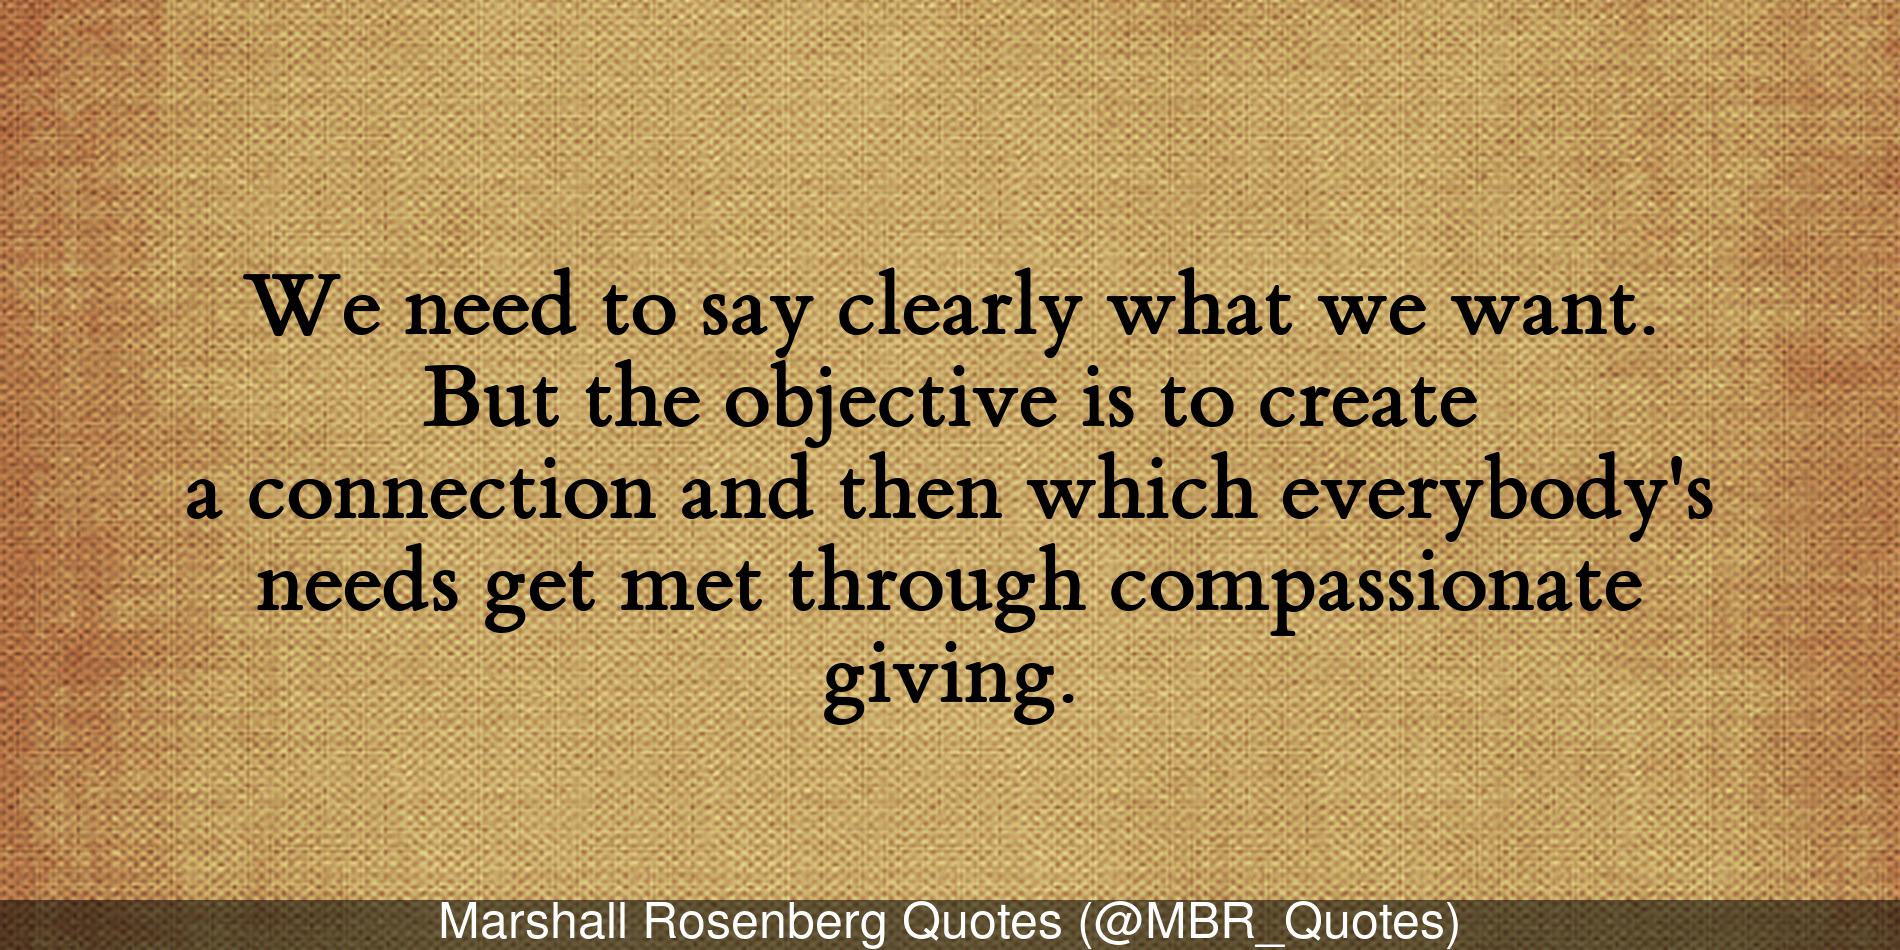 We need to say clearly what we want.
But the objective is to create
a connection and then which everybody's
needs get met through compassionate
giving.
Marshall Rosenberg Quotes (@MBR_Quotes)